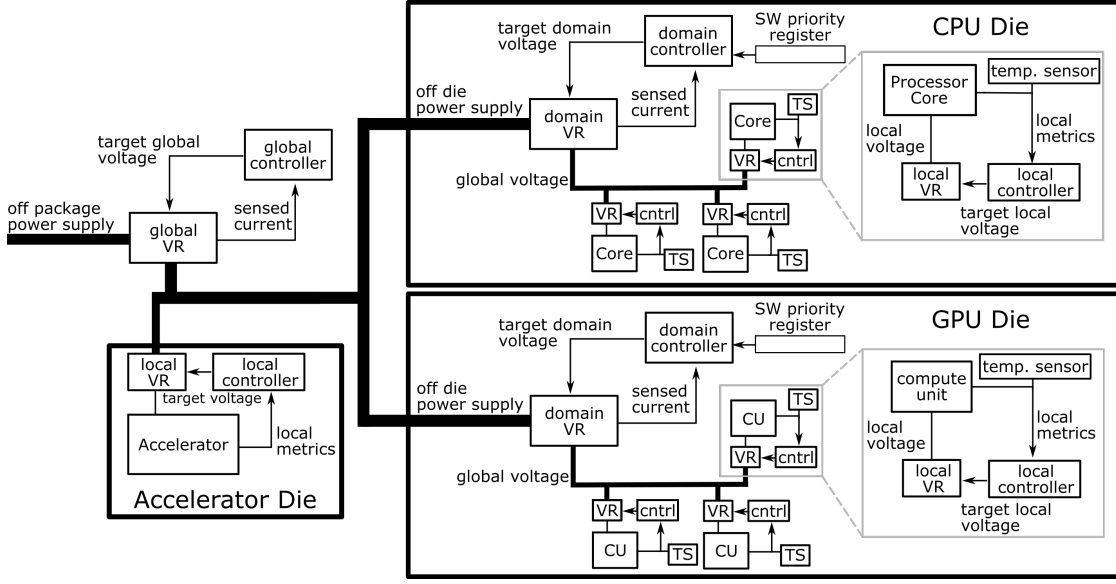 target global
voltage
global
controller
off package
power supply
global
VR
sensed
current
local
VR
local
controller
target voltage
Accelerator
local
metrics
Accelerator Die
CPU Die
target domain
voltage
domain
controller
SW priority
register
off die
power supply
domain
VR
sensed
current
global voltage
TS
Core
VR
cntrl
VR
cntrl
Core
TS
VR
cntrl
Core
TS
Processor
Core
temp. sensor
local
voltage
local
metrics
local
VR
local
controller
target local
voltage
GPU Die
target domain
voltage
domain
controller
SW priority
register
off die
power supply
domain
VR
sensed
current
global voltage
TS
CU
VR
cntrl
VR
cntrl
CU
TS
VR
cntrl
CU
TS
compute
unit
temp. sensor
local
voltage
local
metrics
local
VR
local
controller
target local
voltage